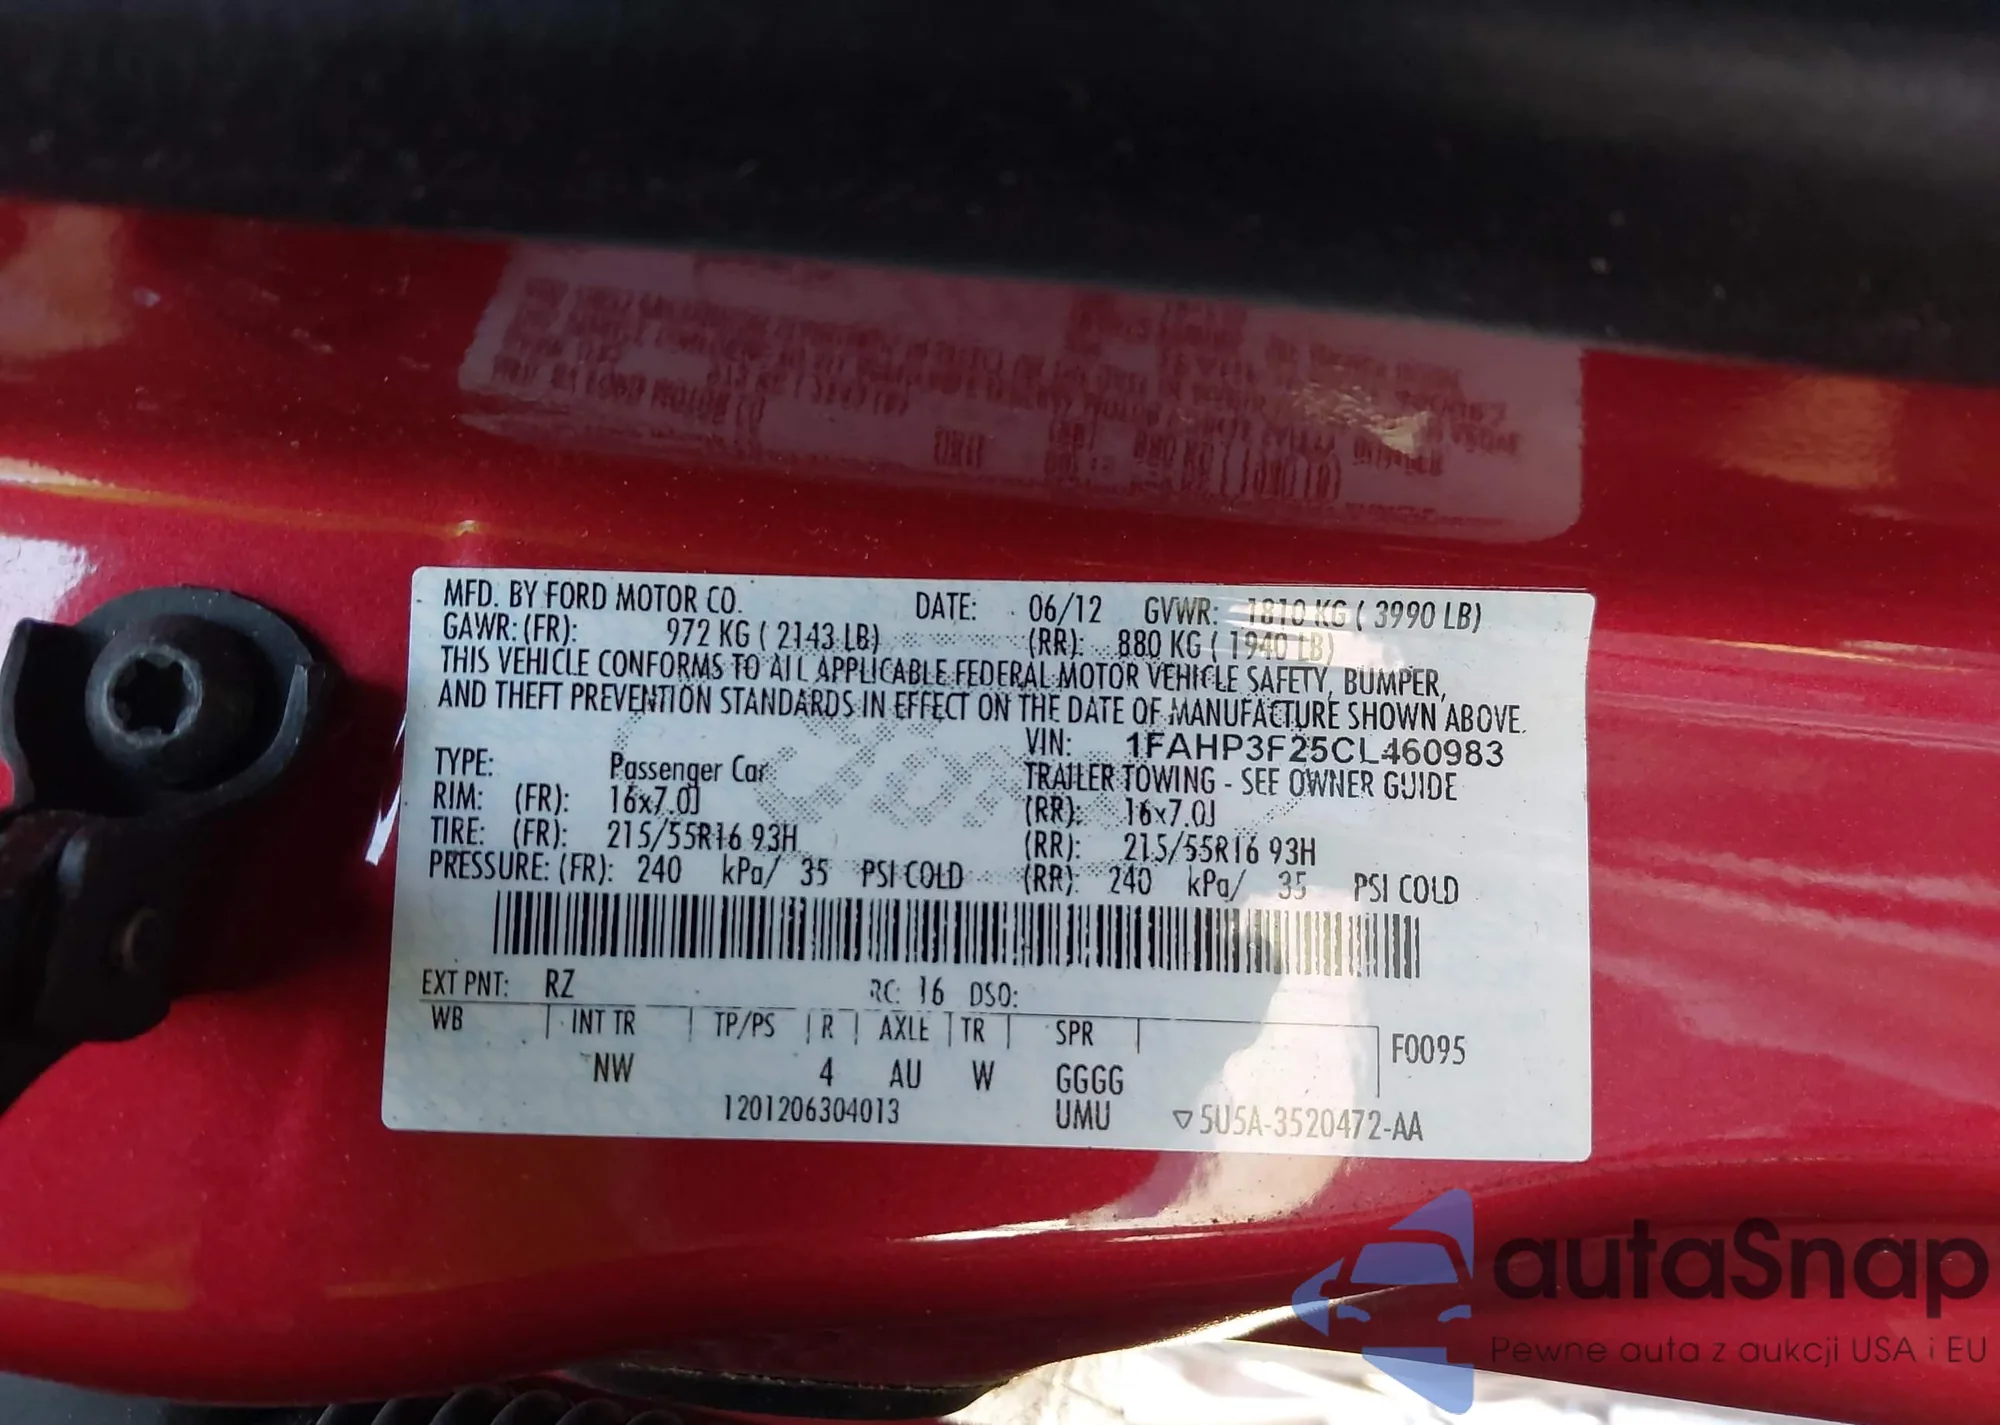 MFD. BY FORD MOTOR CO. DATE: 06/12 GVWR: 1810 KG ( 3990 LB)
GAWR: (FR): 972 KG ( 2143 LB) (RR): 880 KG ( 1940 LB)
THIS VEHICLE CONFORMS TO ALL APPLICABLE FEDERAL MOTOR VEHICLE SAFETY, BUMPER,
AND THEFT PREVENTION STANDARDS IN EFFECT ON THE DATE OF MANUFACTURE SHOWN ABOVE.
VIN: 1FAHP3F25CL460983
TYPE: Passenger Car TRAILER TOWING - SEE OWNER GUIDE
RIM: (FR): 16x7.0J (RR): 16x7.0J
TIRE: (FR): 215/55R16 93H (RR): 215/55R16 93H
PRESSURE: (FR): 240 kPa/ 35 PSI COLD (RR): 240 kPa/ 35 PSI COLD
EXT PNT: RZ RC: 16 DSO:
WB INT TR TP/PS R AXLE TR SPR F0095
NW 4 AU W GGGG
1201206304013 UMU ▽5U5A-3520472-AA
autaSnap
Pewne auta z aukcji USA i EU